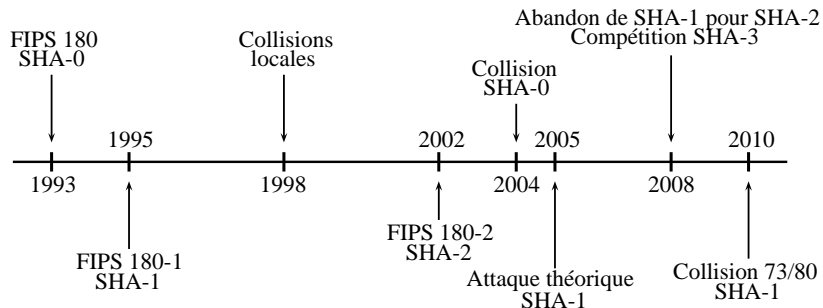 Abandon de SHA-1 pour SHA-2
Compétition SHA-3
FIPS 180
SHA-0
Collisions
locales
Collision
SHA-0
1995
2002
2005
2010
1993
1998
2004
2008
FIPS 180-1
SHA-1
FIPS 180-2
SHA-2
Attaque théorique
SHA-1
Collision 73/80
SHA-1